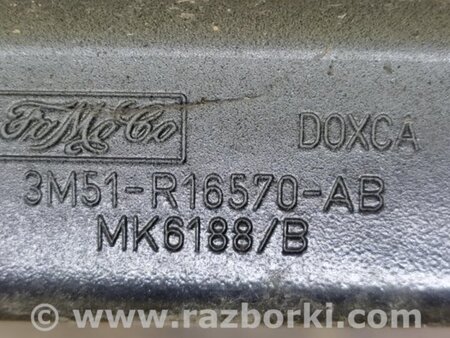 FoMoCo DOXCA
3M51-R16570-AB
MK6188/B
www.razborki.com